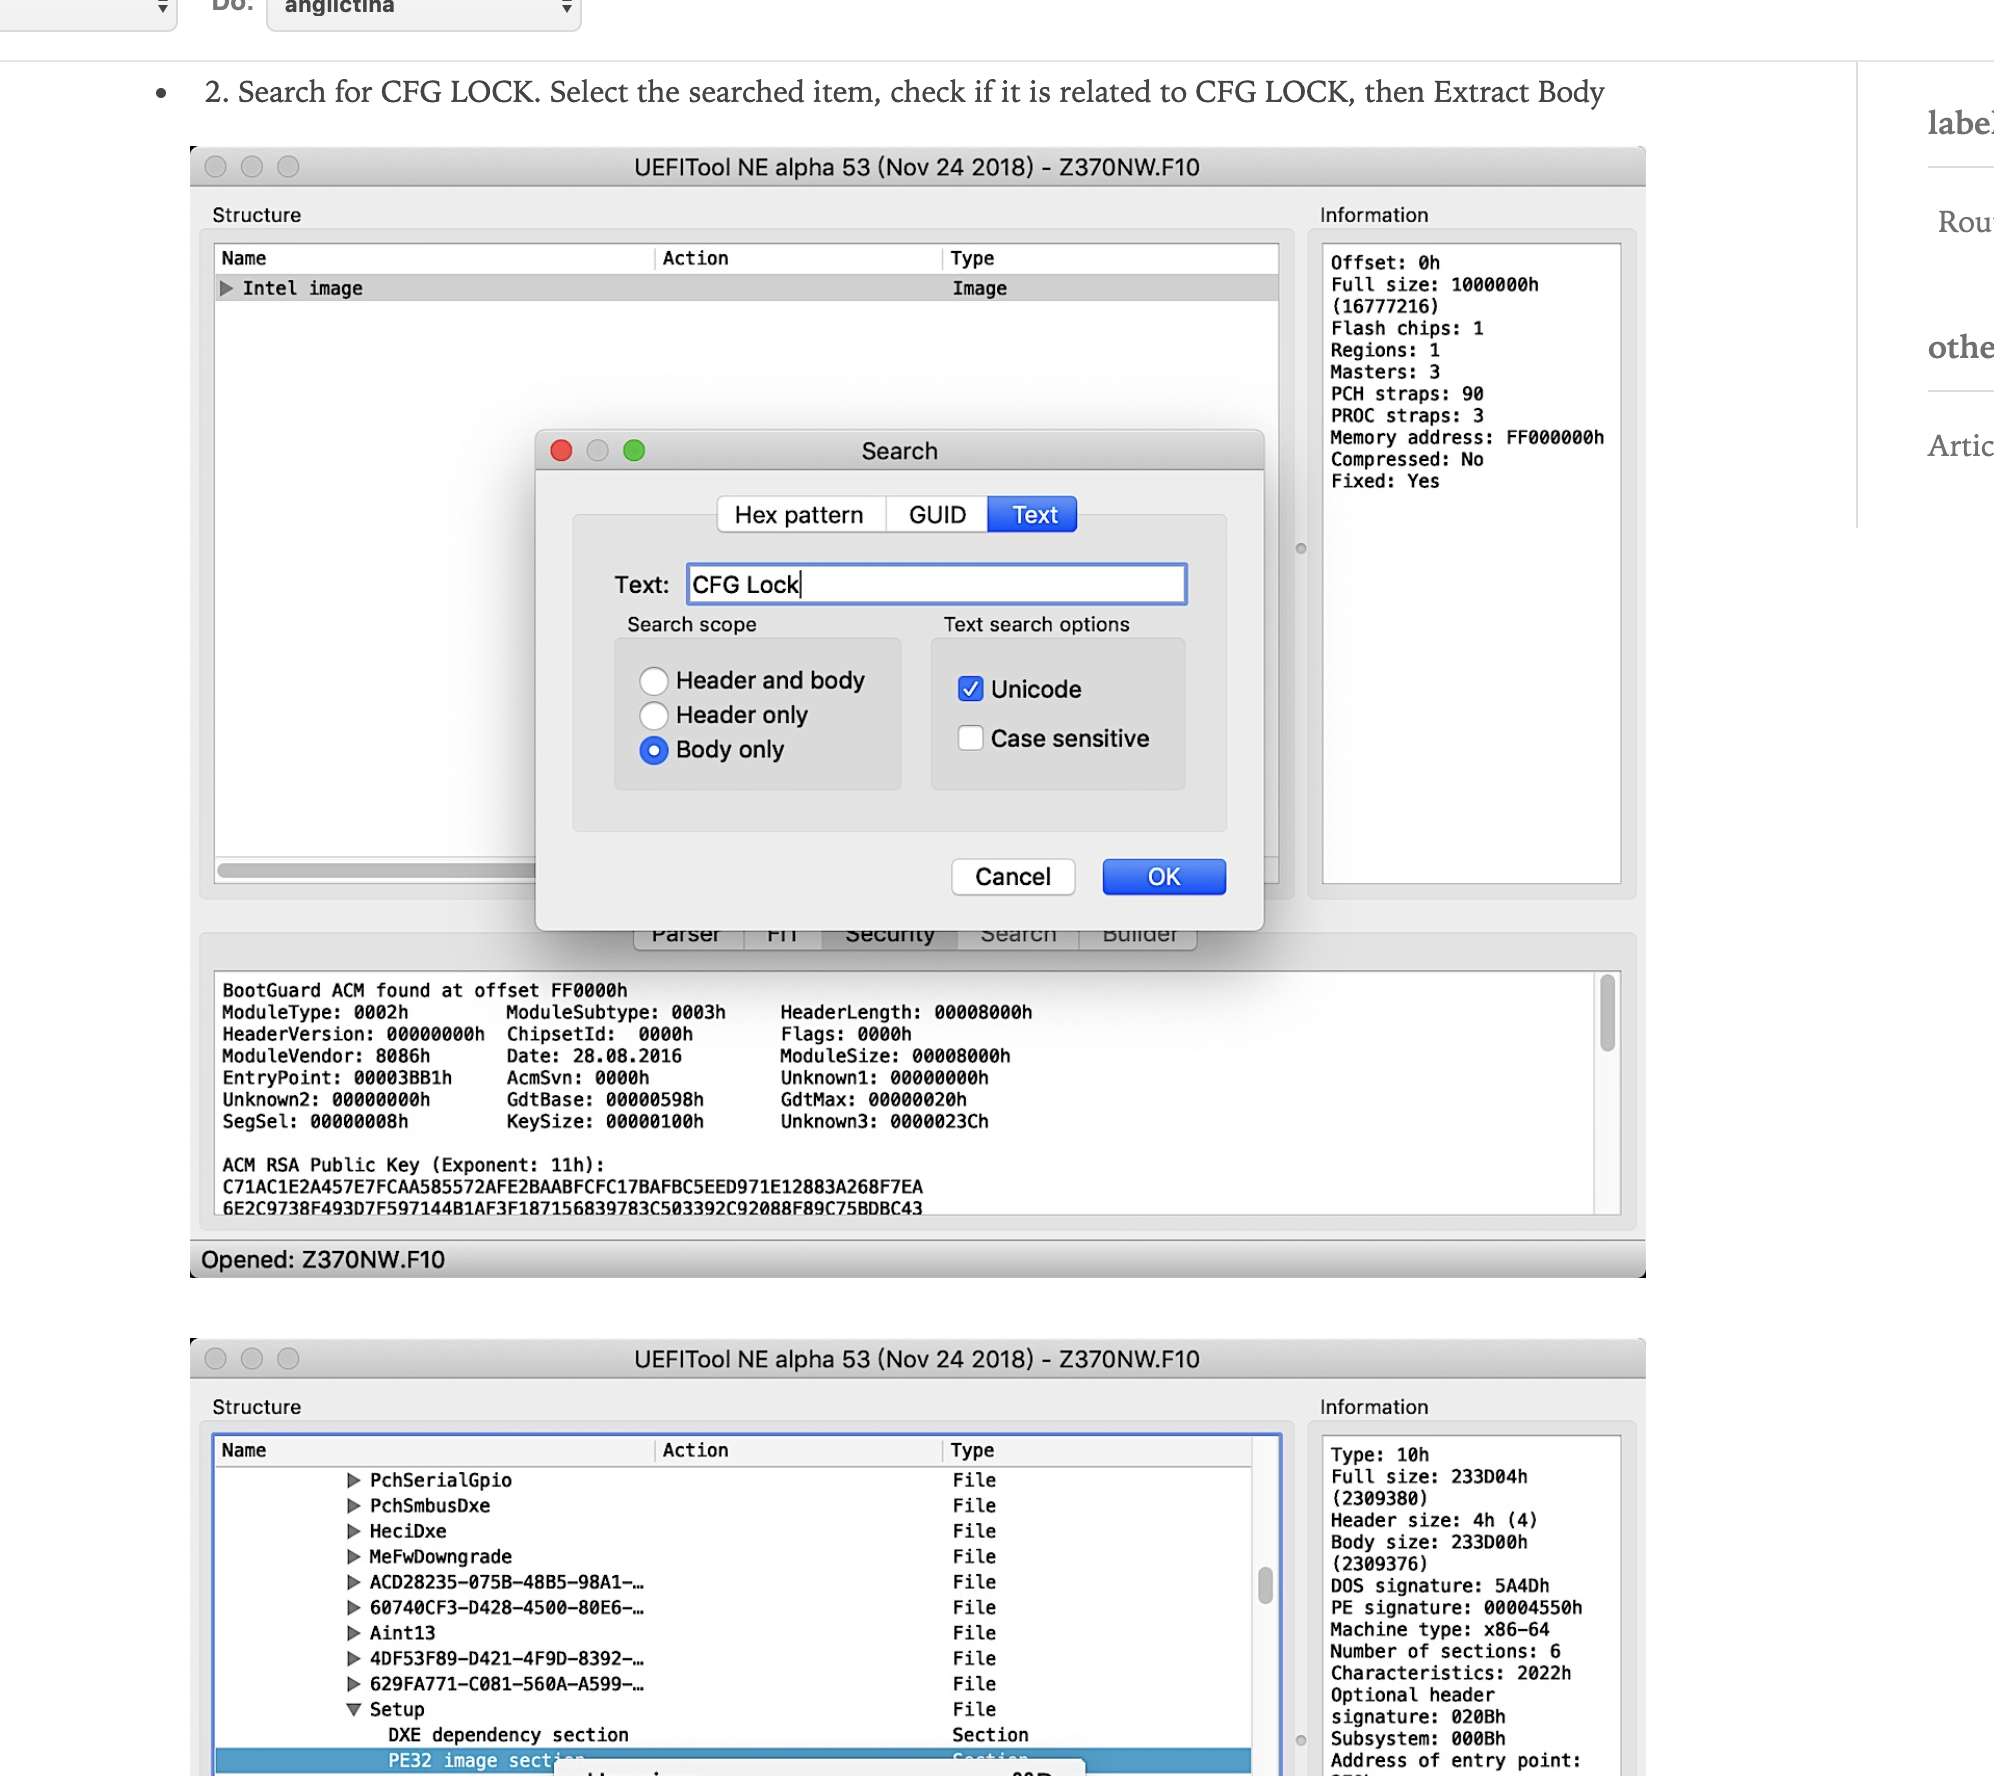 Do:
angličtina
2. Search for CFG LOCK. Select the searched item, check if it is related to CFG LOCK, then Extract Body
UEFITool NE alpha 53 (Nov 24 2018) - Z370NW.F10
Structure
Name Action Type
Intel image Image
Information
Offset: 0h
Full size: 1000000h
(16777216)
Flash chips: 1
Regions: 1
Masters: 3
PCH straps: 90
PROC straps: 3
Memory address: FF000000h
Compressed: No
Fixed: Yes
Search
Hex pattern GUID Text
Text: CFG Lock
Search scope
Header and body
Header only
Body only
Text search options
Unicode
Case sensitive
Cancel OK
Parser FIT Security Search Builder
BootGuard ACM found at offset FF0000h
ModuleType: 0002h ModuleSubtype: 0003h HeaderLength: 00008000h
HeaderVersion: 00000000h ChipsetId: 0000h Flags: 0000h
ModuleVendor: 8086h Date: 28.08.2016 ModuleSize: 00008000h
EntryPoint: 00003BB1h AcmSvn: 0000h Unknown1: 00000000h
Unknown2: 00000000h GdtBase: 00000598h GdtMax: 00000020h
SegSel: 00000008h KeySize: 00000100h Unknown3: 0000023Ch
ACM RSA Public Key (Exponent: 11h):
C71AC1E2A457E7FCAA585572AFE2BAABFCFC17BAFBC5EED971E12883A268F7EA
6E2C9738F493D7F597144B1AF3F187156839783C503392C92088F89C75BDBC43
Opened: Z370NW.F10
UEFITool NE alpha 53 (Nov 24 2018) - Z370NW.F10
Structure
Name Action Type
PchSerialGpio File
PchSmbusDxe File
HeciDxe File
MeFwDowngrade File
ACD28235-075B-48B5-98A1-… File
60740CF3-D428-4500-80E6-… File
Aint13 File
4DF53F89-D421-4F9D-8392-… File
629FA771-C081-560A-A599-… File
Setup File
DXE dependency section Section
PE32 image section Section
Information
Type: 10h
Full size: 233D04h
(2309380)
Header size: 4h (4)
Body size: 233D00h
(2309376)
DOS signature: 5A4Dh
PE signature: 00004550h
Machine type: x86-64
Number of sections: 6
Characteristics: 2022h
Optional header
signature: 020Bh
Subsystem: 000Bh
Address of entry point:
label
Rou
othe
Artic